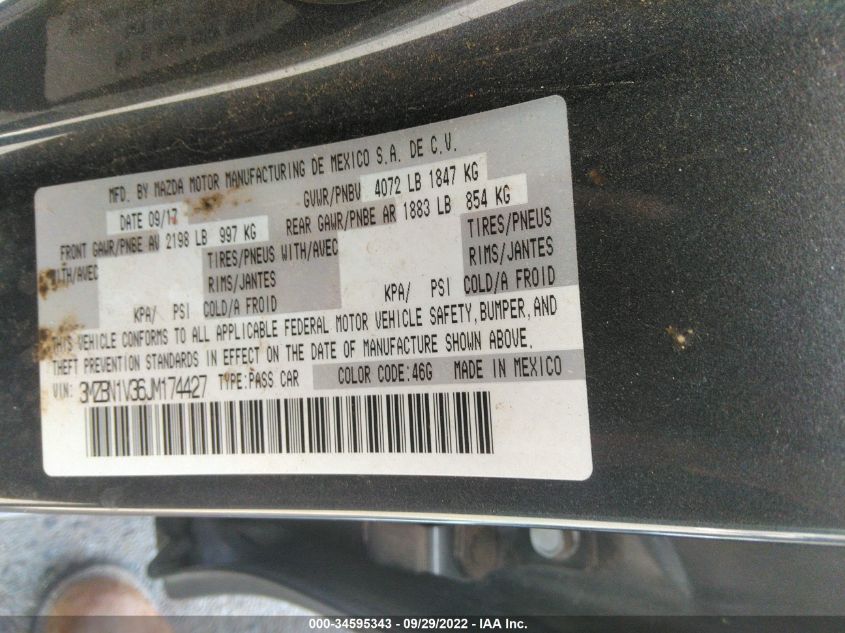 MFD. BY MAZDA MOTOR MANUFACTURING DE MEXICO S.A. DE C.V.
DATE 09/17 GVWR/PNBV 4072 LB 1847 KG
FRONT GAWR/PNBE AV 2198 LB 997 KG REAR GAWR/PNBE AR 1883 LB 854 KG
WITH/AVEC TIRES/PNEUS WITH/AVEC TIRES/PNEUS
RIMS/JANTES RIMS/JANTES
KPA/ PSI COLD/A FROID KPA/ PSI COLD/A FROID
THIS VEHICLE CONFORMS TO ALL APPLICABLE FEDERAL MOTOR VEHICLE SAFETY, BUMPER, AND
THEFT PREVENTION STANDARDS IN EFFECT ON THE DATE OF MANUFACTURE SHOWN ABOVE.
VIN: 3MZBN1V36JM174427 TYPE:PASS CAR COLOR CODE:46G MADE IN MEXICO
000-34595343 / 09/29/2022 - IAA Inc.